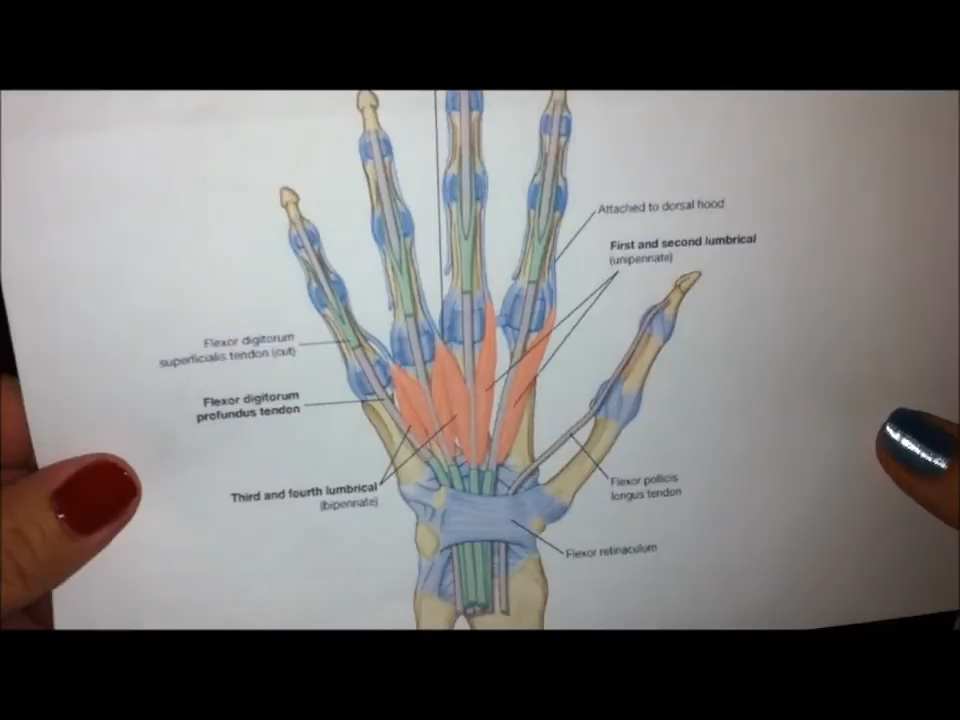 Attached to dorsal hood
First and second lumbrical
(unipennate)
Flexor digitorum
superficialis tendon (cut)
Flexor digitorum
profundus tendon
Third and fourth lumbrical
(bipennate)
Flexor pollicis
longus tendon
Flexor retinaculum